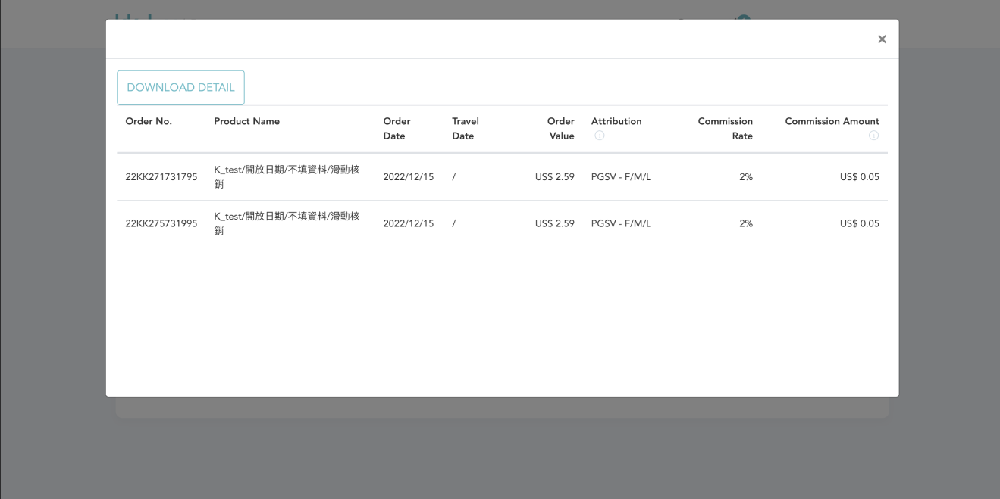 DOWNLOAD DETAIL
Order No. Product Name Order Date Travel Date Order Value Attribution Commission Rate Commission Amount
22KK271731795 K_test/開放日期/不填資料/滑動核銷 2022/12/15 / US$ 2.59 PGSV - F/M/L 2% US$ 0.05
22KK275731995 K_test/開放日期/不填資料/滑動核銷 2022/12/15 / US$ 2.59 PGSV - F/M/L 2% US$ 0.05